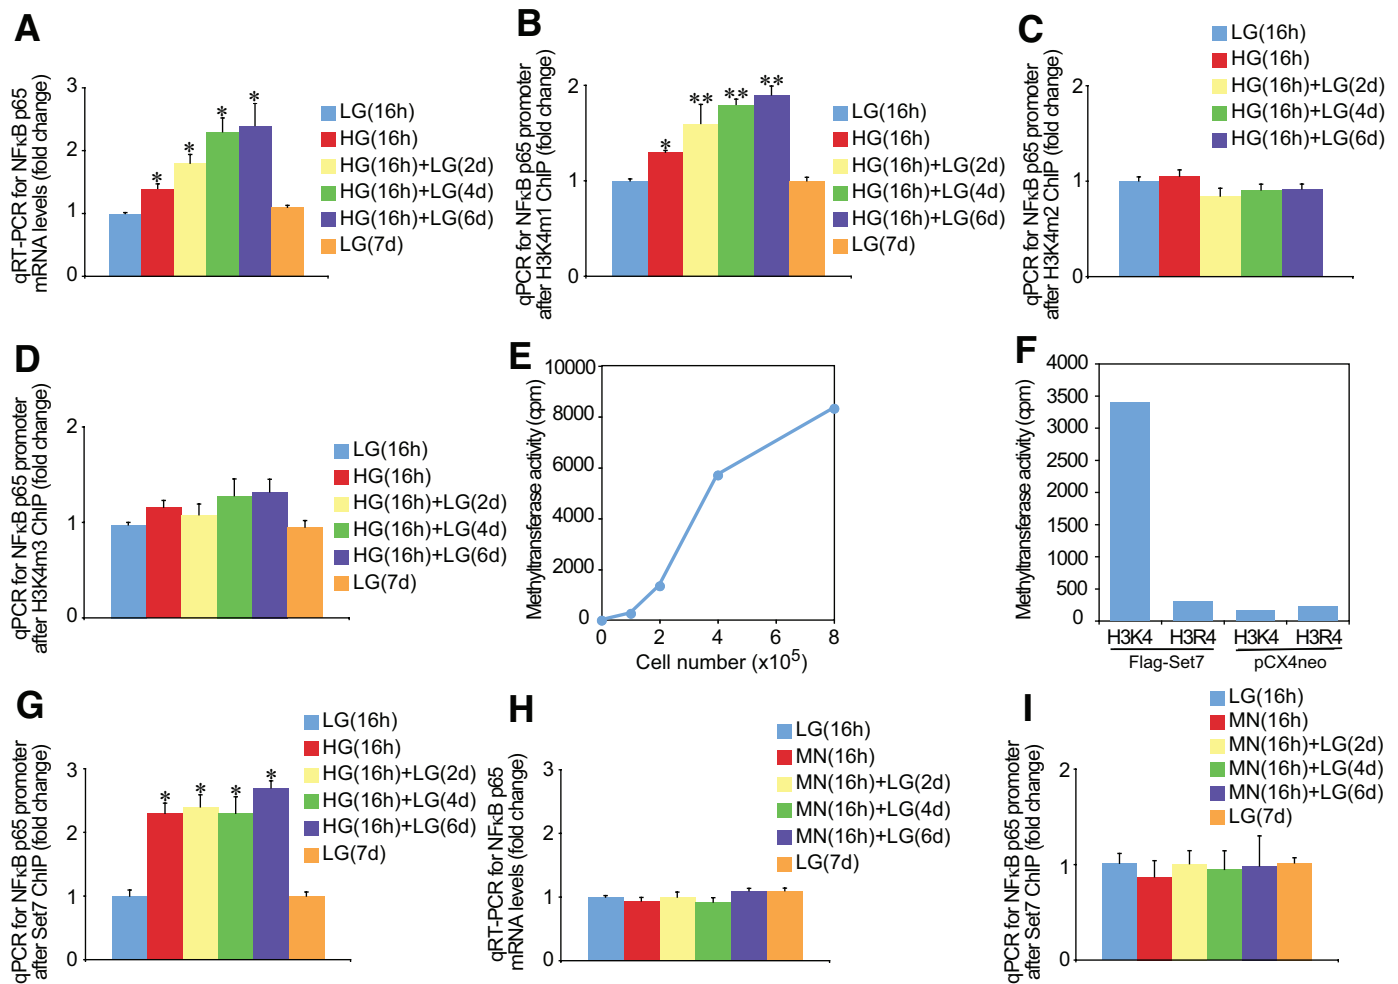 A
qRT-PCR for NFκB p65
mRNA levels (fold change)
3
2
1
0
*
*
*
*
LG(16h)
HG(16h)
HG(16h)+LG(2d)
HG(16h)+LG(4d)
HG(16h)+LG(6d)
LG(7d)
B
qPCR for NFκB p65 promoter
after H3K4m1 ChIP (fold change)
2
1
0
*
**
**
**
LG(16h)
HG(16h)
HG(16h)+LG(2d)
HG(16h)+LG(4d)
HG(16h)+LG(6d)
LG(7d)
C
qPCR for NFκB p65 promoter
after H3K4m2 ChIP (fold change)
2
1
0
LG(16h)
HG(16h)
HG(16h)+LG(2d)
HG(16h)+LG(4d)
HG(16h)+LG(6d)
D
qPCR for NFκB p65 promoter
after H3K4m3 ChIP (fold change)
2
1
0
LG(16h)
HG(16h)
HG(16h)+LG(2d)
HG(16h)+LG(4d)
HG(16h)+LG(6d)
LG(7d)
E
Methyltransferase activity (cpm)
10000
8000
6000
4000
2000
0
0 2 4 6 8
Cell number (x10⁵)
F
Methyltransferase activity (cpm)
4000
3500
3000
2500
2000
1500
1000
500
0
H3K4 H3R4 H3K4 H3R4
Flag-Set7 pCX4neo
G
qPCR for NFκB p65 promoter
after Set7 ChIP (fold change)
3
2
1
0
*
*
*
*
LG(16h)
HG(16h)
HG(16h)+LG(2d)
HG(16h)+LG(4d)
HG(16h)+LG(6d)
LG(7d)
H
qRT-PCR for NFκB p65
mRNA levels (fold change)
3
2
1
0
LG(16h)
MN(16h)
MN(16h)+LG(2d)
MN(16h)+LG(4d)
MN(16h)+LG(6d)
LG(7d)
I
qPCR for NFκB p65 promoter
after Set7 ChIP (fold change)
2
1
0
LG(16h)
MN(16h)
MN(16h)+LG(2d)
MN(16h)+LG(4d)
MN(16h)+LG(6d)
LG(7d)